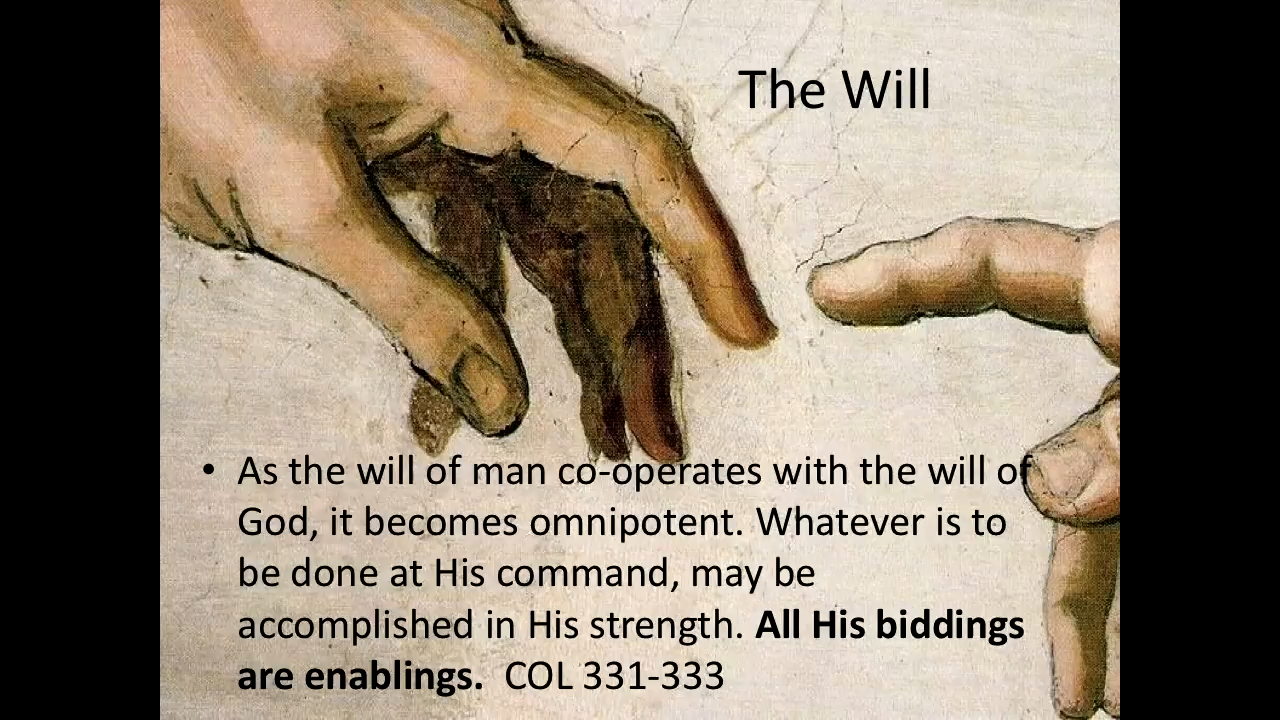 The Will
• As the will of man co-operates with the will of
God, it becomes omnipotent. Whatever is to
be done at His command, may be
accomplished in His strength. All His biddings
are enablings. COL 331-333